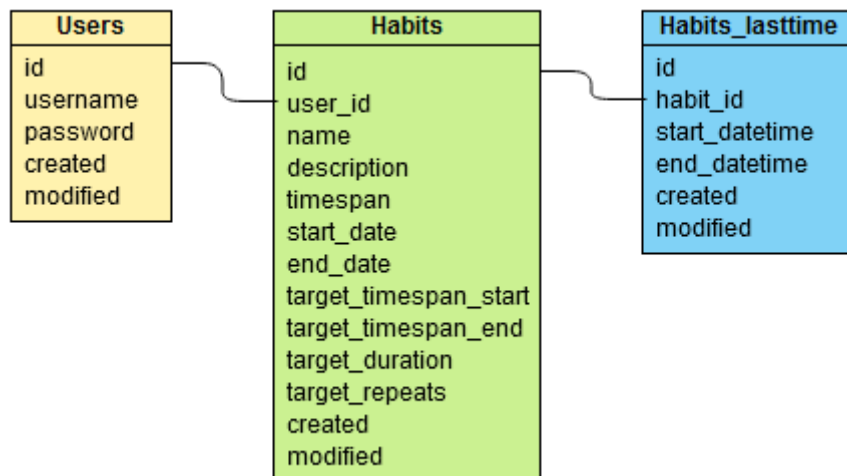 Users
id
username
password
created
modified
Habits
id
user_id
name
description
timespan
start_date
end_date
target_timespan_start
target_timespan_end
target_duration
target_repeats
created
modified
Habits_lasttime
id
habit_id
start_datetime
end_datetime
created
modified